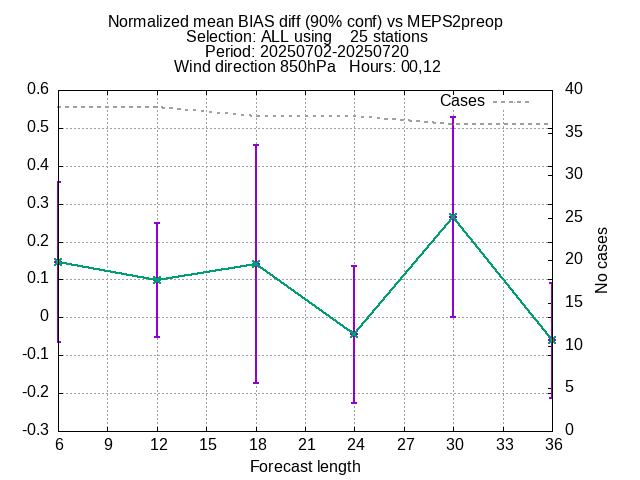 Normalized mean BIAS diff (90% conf) vs MEPS2preop
Selection: ALL using    25 stations
Period: 20250702-20250720
Wind direction 850hPa   Hours: 00,12
Cases
0.6
0.5
0.4
0.3
0.2
0.1
0
-0.1
-0.2
-0.3
40
35
30
25
20
15
10
5
0
No cases
6 9 12 15 18 21 24 27 30 33 36
Forecast length